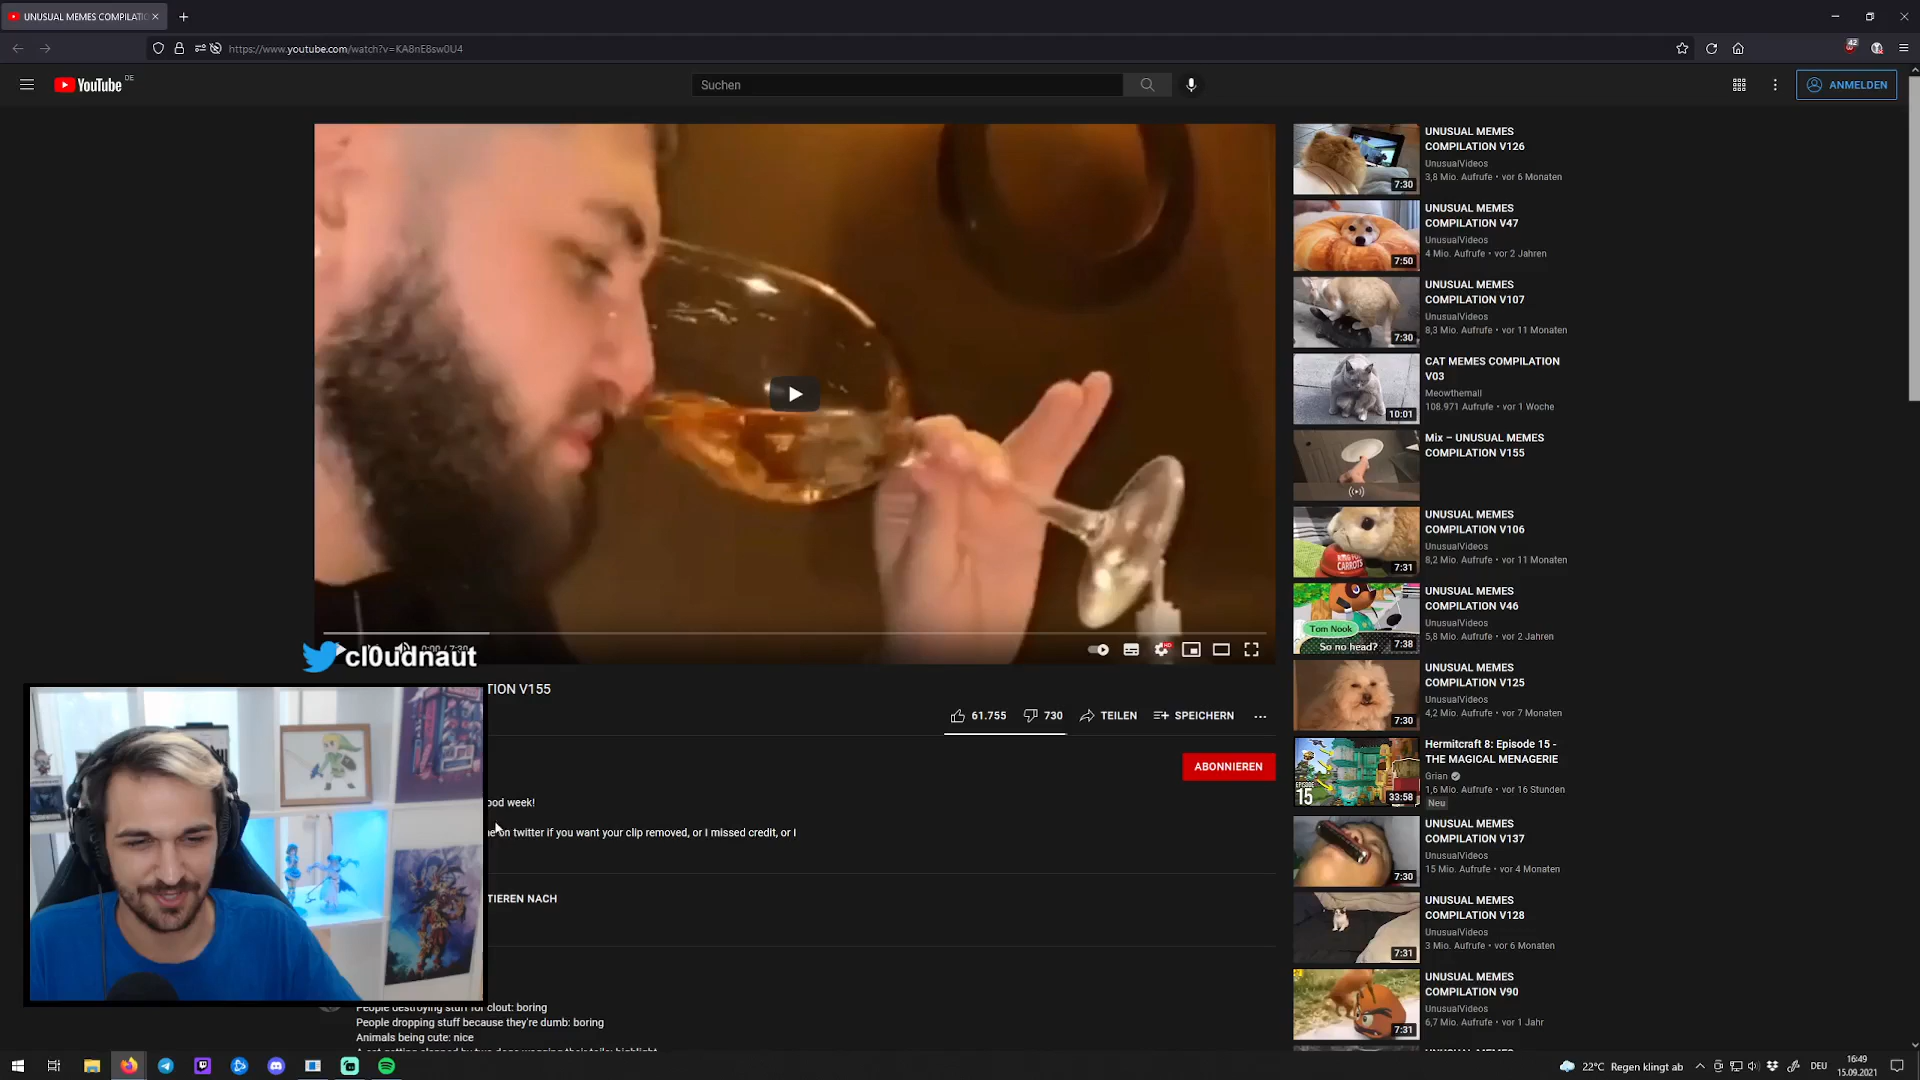 UNUSUAL MEMES COMPILATIO
https://www.youtube.com/watch?v=KA8nE8sw0U4
42
YouTube DE
Suchen
ANMELDEN
cl0udnaut
TION V155
61.755
730
TEILEN
SPEICHERN
ABONNIEREN
ood week!
on twitter if you want your clip removed, or I missed credit, or I
TIEREN NACH
People destroying stuff for clout: boring
People dropping stuff because they're dumb: boring
Animals being cute: nice
UNUSUAL MEMES
COMPILATION V126
UnusualVideos
3,8 Mio. Aufrufe • vor 6 Monaten
7:30
UNUSUAL MEMES
COMPILATION V47
UnusualVideos
4 Mio. Aufrufe • vor 2 Jahren
7:50
UNUSUAL MEMES
COMPILATION V107
UnusualVideos
8,3 Mio. Aufrufe • vor 11 Monaten
7:30
CAT MEMES COMPILATION
V03
Meowthemall
108.971 Aufrufe • vor 1 Woche
10:01
Mix – UNUSUAL MEMES
COMPILATION V155
UNUSUAL MEMES
COMPILATION V106
UnusualVideos
8,2 Mio. Aufrufe • vor 11 Monaten
CARROTS
7:31
UNUSUAL MEMES
COMPILATION V46
UnusualVideos
5,8 Mio. Aufrufe • vor 2 Jahren
Tom Nook
So no head?
7:38
UNUSUAL MEMES
COMPILATION V125
UnusualVideos
4,2 Mio. Aufrufe • vor 7 Monaten
7:30
Hermitcraft 8: Episode 15 -
THE MAGICAL MENAGERIE
Grian
1,6 Mio. Aufrufe • vor 16 Stunden
Neu
EPISODE
15
33:58
UNUSUAL MEMES
COMPILATION V137
UnusualVideos
15 Mio. Aufrufe • vor 4 Monaten
7:30
UNUSUAL MEMES
COMPILATION V128
UnusualVideos
3 Mio. Aufrufe • vor 6 Monaten
7:31
UNUSUAL MEMES
COMPILATION V90
UnusualVideos
6,7 Mio. Aufrufe • vor 1 Jahr
7:31
22°C Regen klingt ab
DEU
16:49
15.09.2021